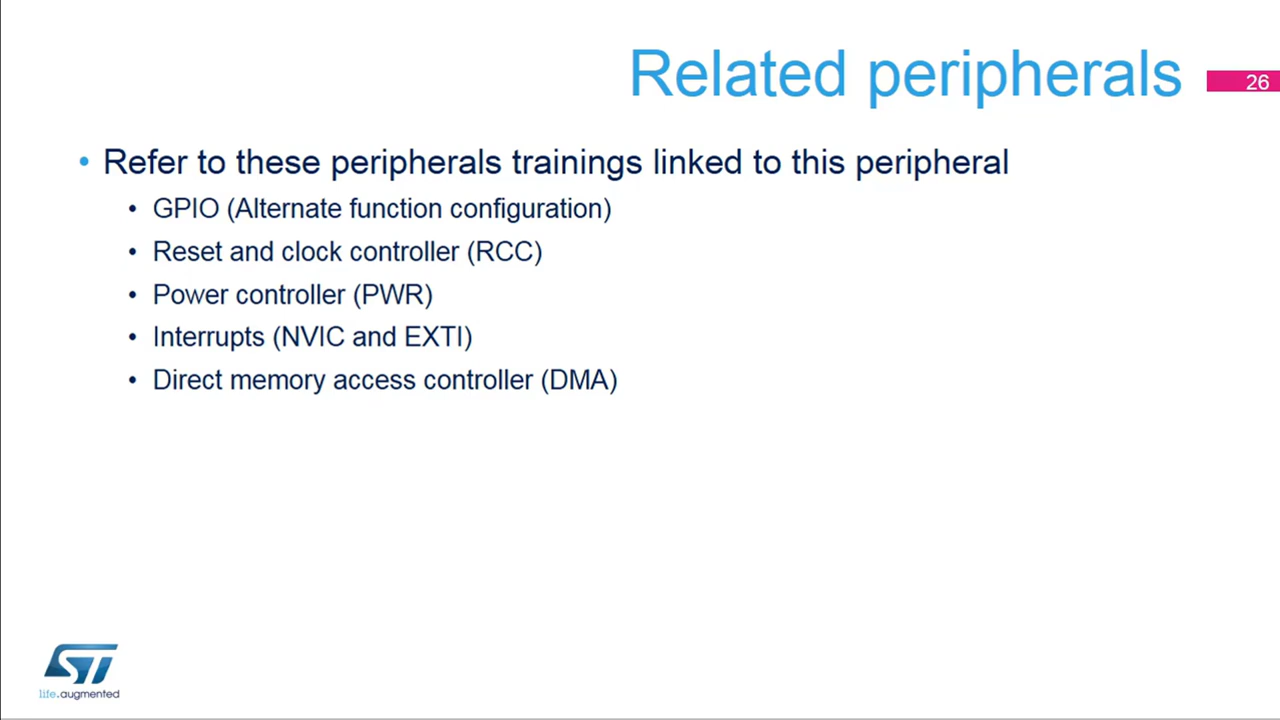 Related peripherals
26
• Refer to these peripherals trainings linked to this peripheral
• GPIO (Alternate function configuration)
• Reset and clock controller (RCC)
• Power controller (PWR)
• Interrupts (NVIC and EXTI)
• Direct memory access controller (DMA)
ST
life.augmented